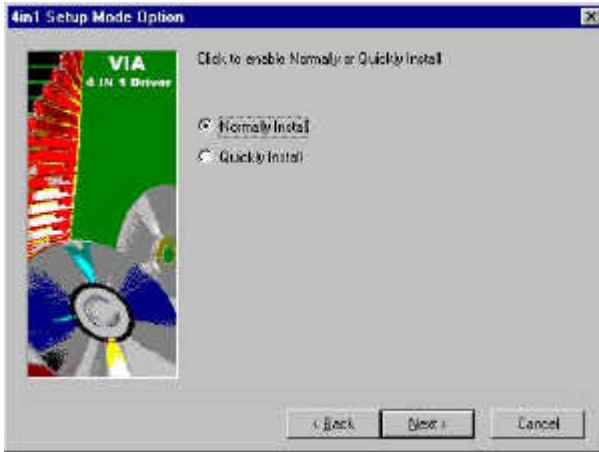 4in1 Setup Mode Option
VIA
4 IN 1 Driver
Click to enable Normally or Quickly Install
Normally Install
Quickly Install
< Back
Next >
Cancel